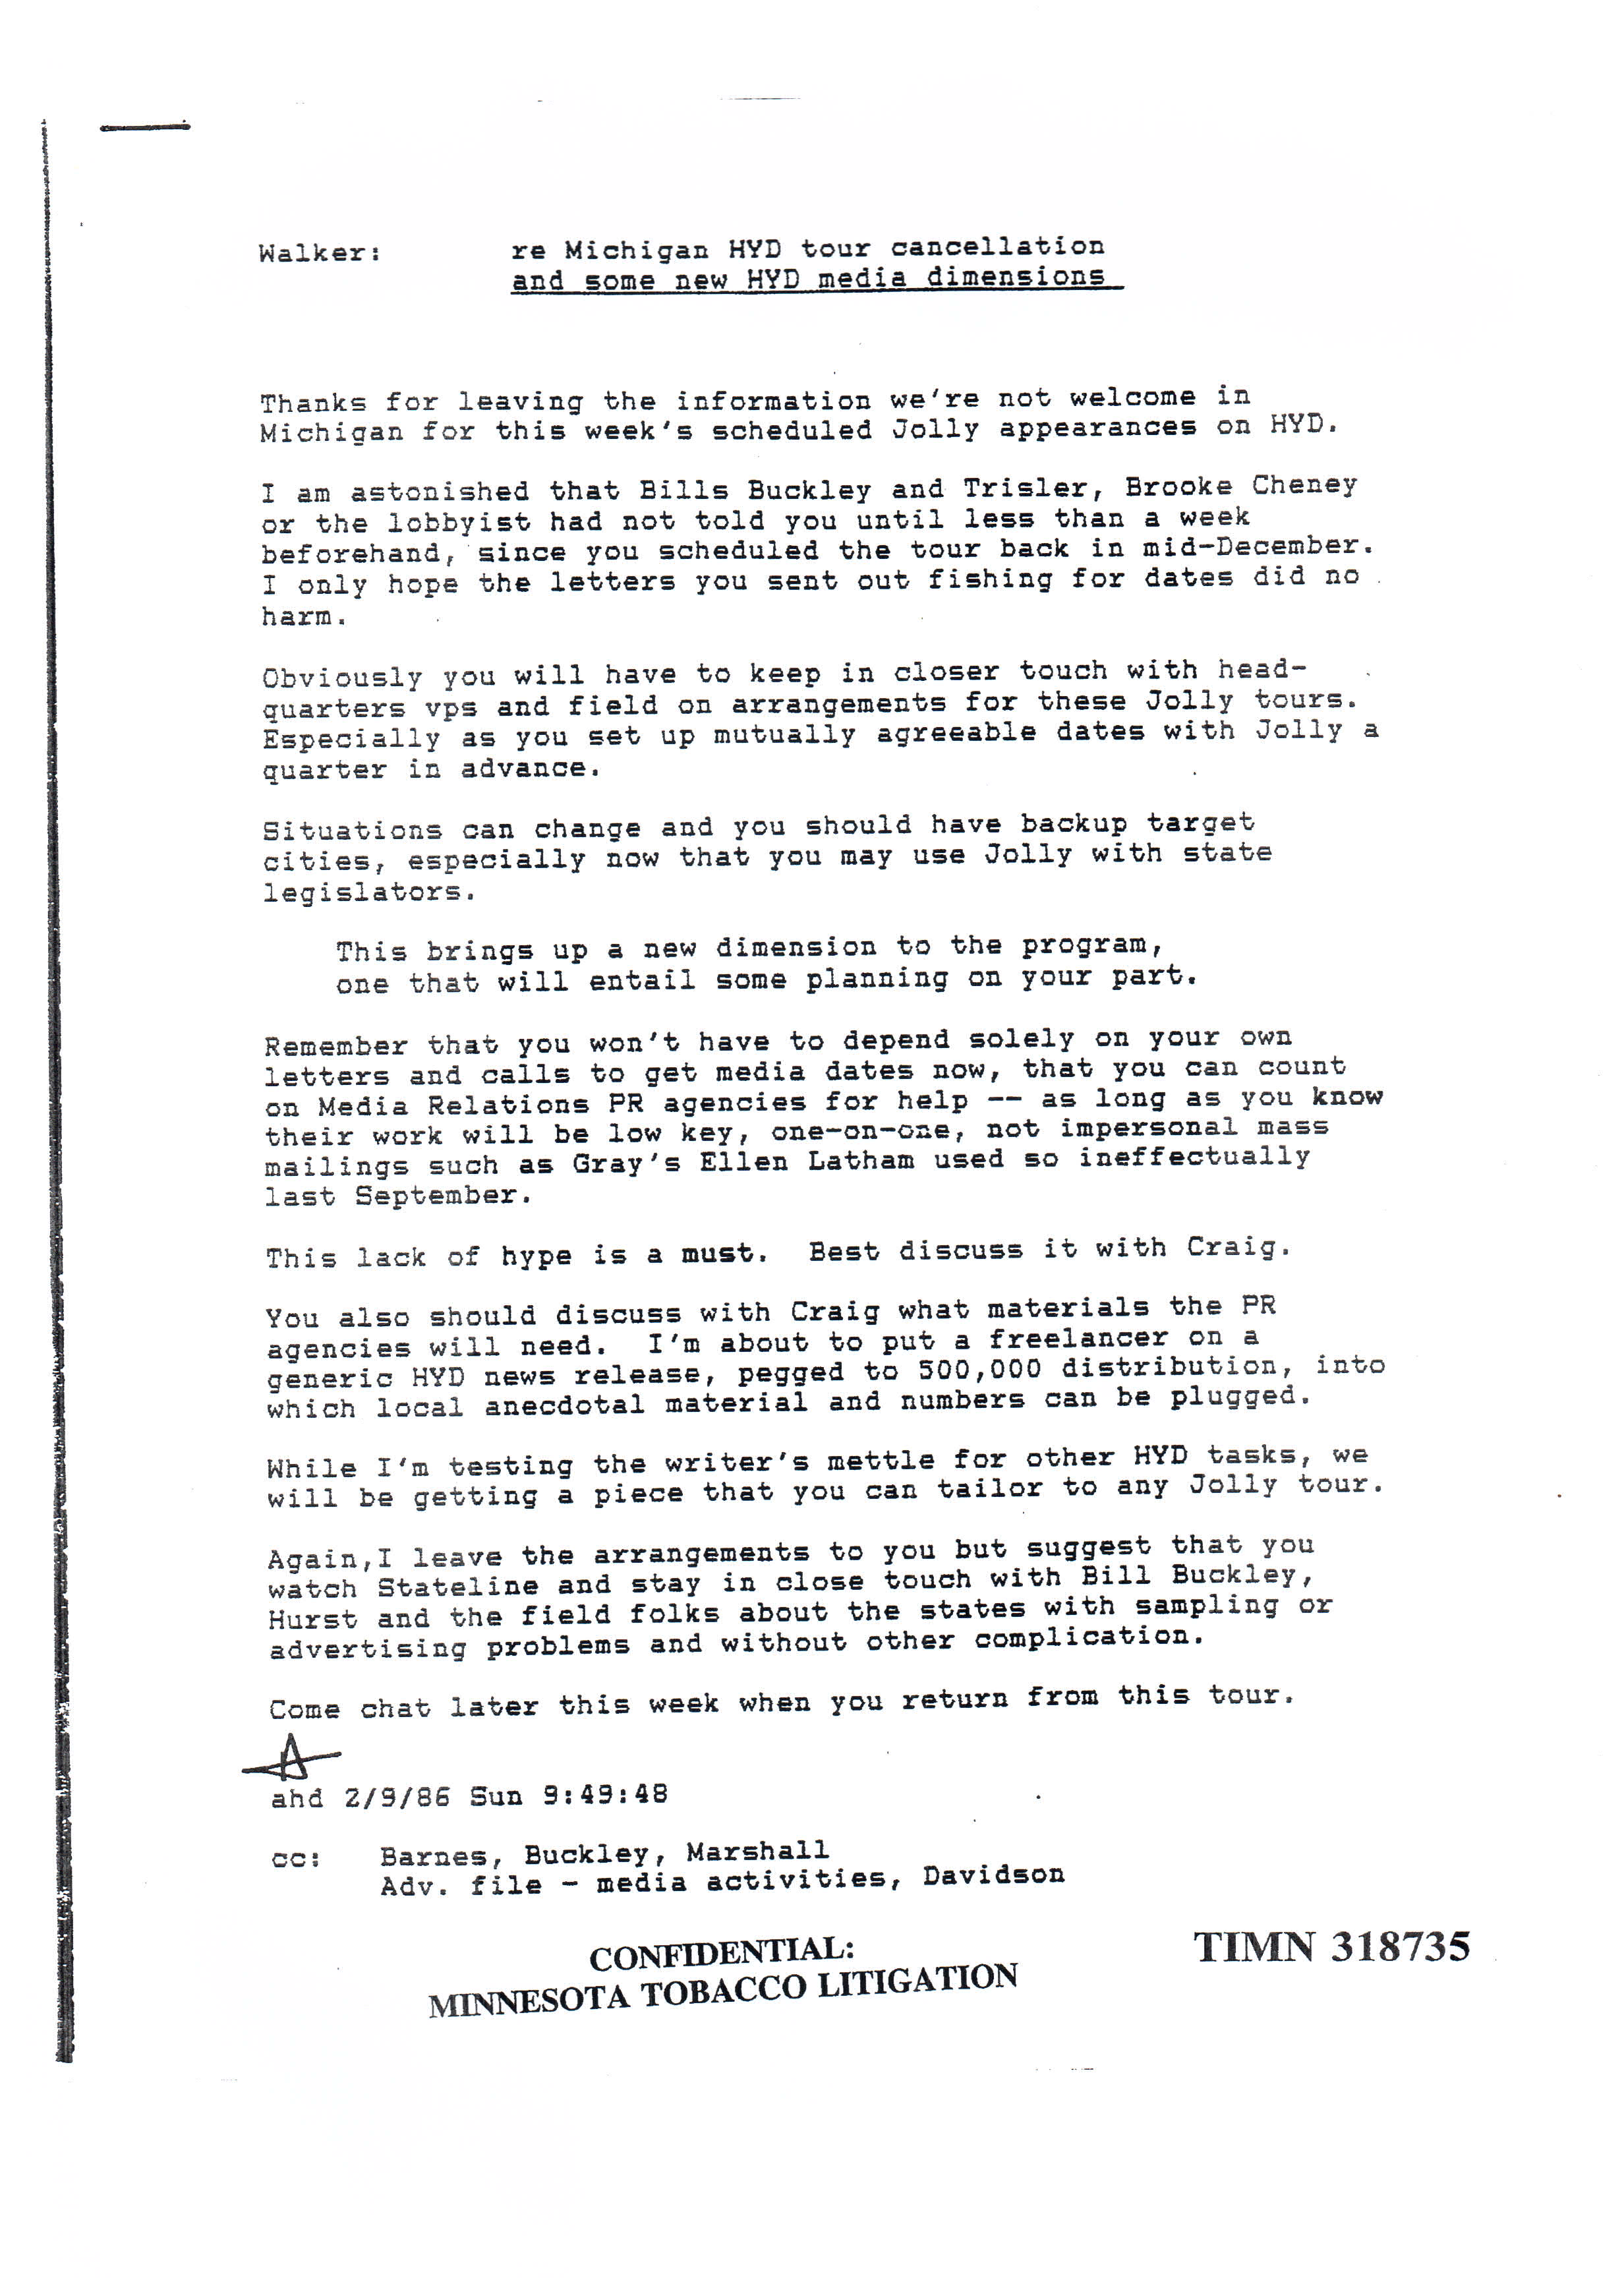 Walker: re Michigan HYD tour cancellation
and some new HYD media dimensions
Thanks for leaving the information we're not welcome in
Michigan for this week's scheduled Jolly appearances on HYD.
I am astonished that Bills Buckley and Trisler, Brooke Cheney
or the lobbyist had not told you until less than a week
beforehand, since you scheduled the tour back in mid-December.
I only hope the letters you sent out fishing for dates did no
harm.
Obviously you will have to keep in closer touch with head-
quarters vps and field on arrangements for these Jolly tours.
Especially as you set up mutually agreeable dates with Jolly a
quarter in advance.
Situations can change and you should have backup target
cities, especially now that you may use Jolly with state
legislators.
This brings up a new dimension to the program,
one that will entail some planning on your part.
Remember that you won't have to depend solely on your own
letters and calls to get media dates now, that you can count
on Media Relations PR agencies for help -- as long as you know
their work will be low key, one-on-one, not impersonal mass
mailings such as Gray's Ellen Latham used so ineffectually
last September.
This lack of hype is a must. Best discuss it with Craig.
You also should discuss with Craig what materials the PR
agencies will need. I'm about to put a freelancer on a
generic HYD news release, pegged to 500,000 distribution, into
which local anecdotal material and numbers can be plugged.
While I'm testing the writer's mettle for other HYD tasks, we
will be getting a piece that you can tailor to any Jolly tour.
Again,I leave the arrangements to you but suggest that you
watch Stateline and stay in close touch with Bill Buckley,
Hurst and the field folks about the states with sampling or
advertising problems and without other complication.
Come chat later this week when you return from this tour.
A
ahd 2/9/86 Sun 9:49:48
cc: Barnes, Buckley, Marshall
Adv. file - media activities, Davidson
CONFIDENTIAL:
MINNESOTA TOBACCO LITIGATION
TIMN 318735